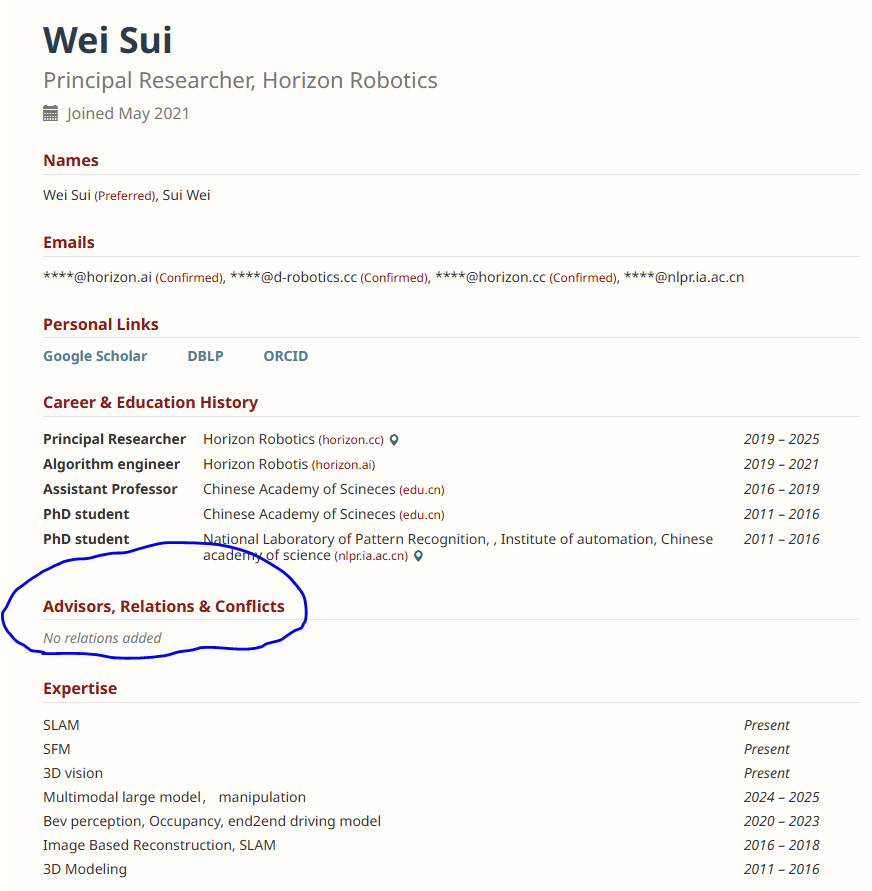 Wei Sui
Principal Researcher, Horizon Robotics
Joined May 2021
Names
Wei Sui (Preferred), Sui Wei
Emails
****@horizon.ai (Confirmed), ****@d-robotics.cc (Confirmed), ****@horizon.cc (Confirmed), ****@nlpr.ia.ac.cn
Personal Links
Google Scholar DBLP ORCID
Career & Education History
Principal Researcher Horizon Robotics (horizon.cc) 2019 – 2025
Algorithm engineer Horizon Robotis (horizon.ai) 2019 – 2021
Assistant Professor Chinese Academy of Scineces (edu.cn) 2016 – 2019
PhD student Chinese Academy of Scineces (edu.cn) 2011 – 2016
PhD student National Laboratory of Pattern Recognition, , Institute of automation, Chinese 2011 – 2016
academy of science (nlpr.ia.ac.cn)
Advisors, Relations & Conflicts
No relations added
Expertise
SLAM Present
SFM Present
3D vision Present
Multimodal large model， manipulation 2024 – 2025
Bev perception, Occupancy, end2end driving model 2020 – 2023
Image Based Reconstruction, SLAM 2016 – 2018
3D Modeling 2011 – 2016